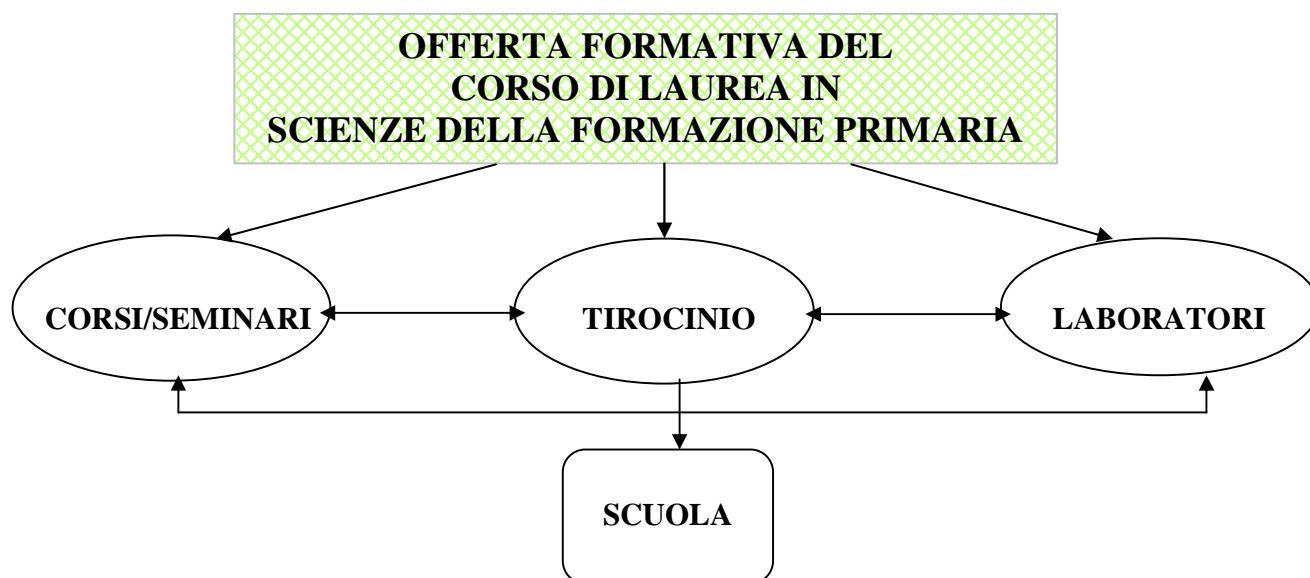 OFFERTA FORMATIVA DEL
CORSO DI LAUREA IN
SCIENZE DELLA FORMAZIONE PRIMARIA
CORSI/SEMINARI
TIROCINIO
LABORATORI
SCUOLA